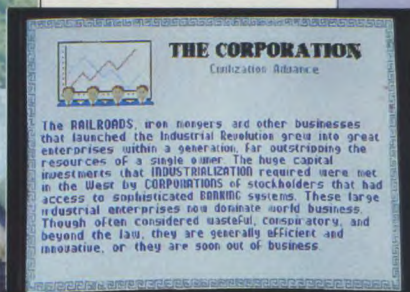 THE CORPORATION
Civilization Advance
The RAILROADS, iron mongers and other businesses
that launched the Industrial Revolution grew into great
enterprises within a generation, far outstripping the
resources of a single owner. The huge capital
investments that INDUSTRIALIZATION required were met
in the West by CORPORATIONS of stockholders that had
access to sophisticated BANKING systems. These large
industrial enterprises now dominate world business.
Though often considered wasteful, conspiratory, and
beyond the law, they are generally efficient and
innovative, or they are soon out of business.